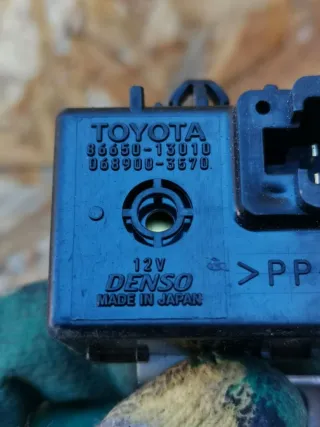 TOYOTA
86650-13010
068900-3570
12V
DENSO
MADE IN JAPAN
>PP